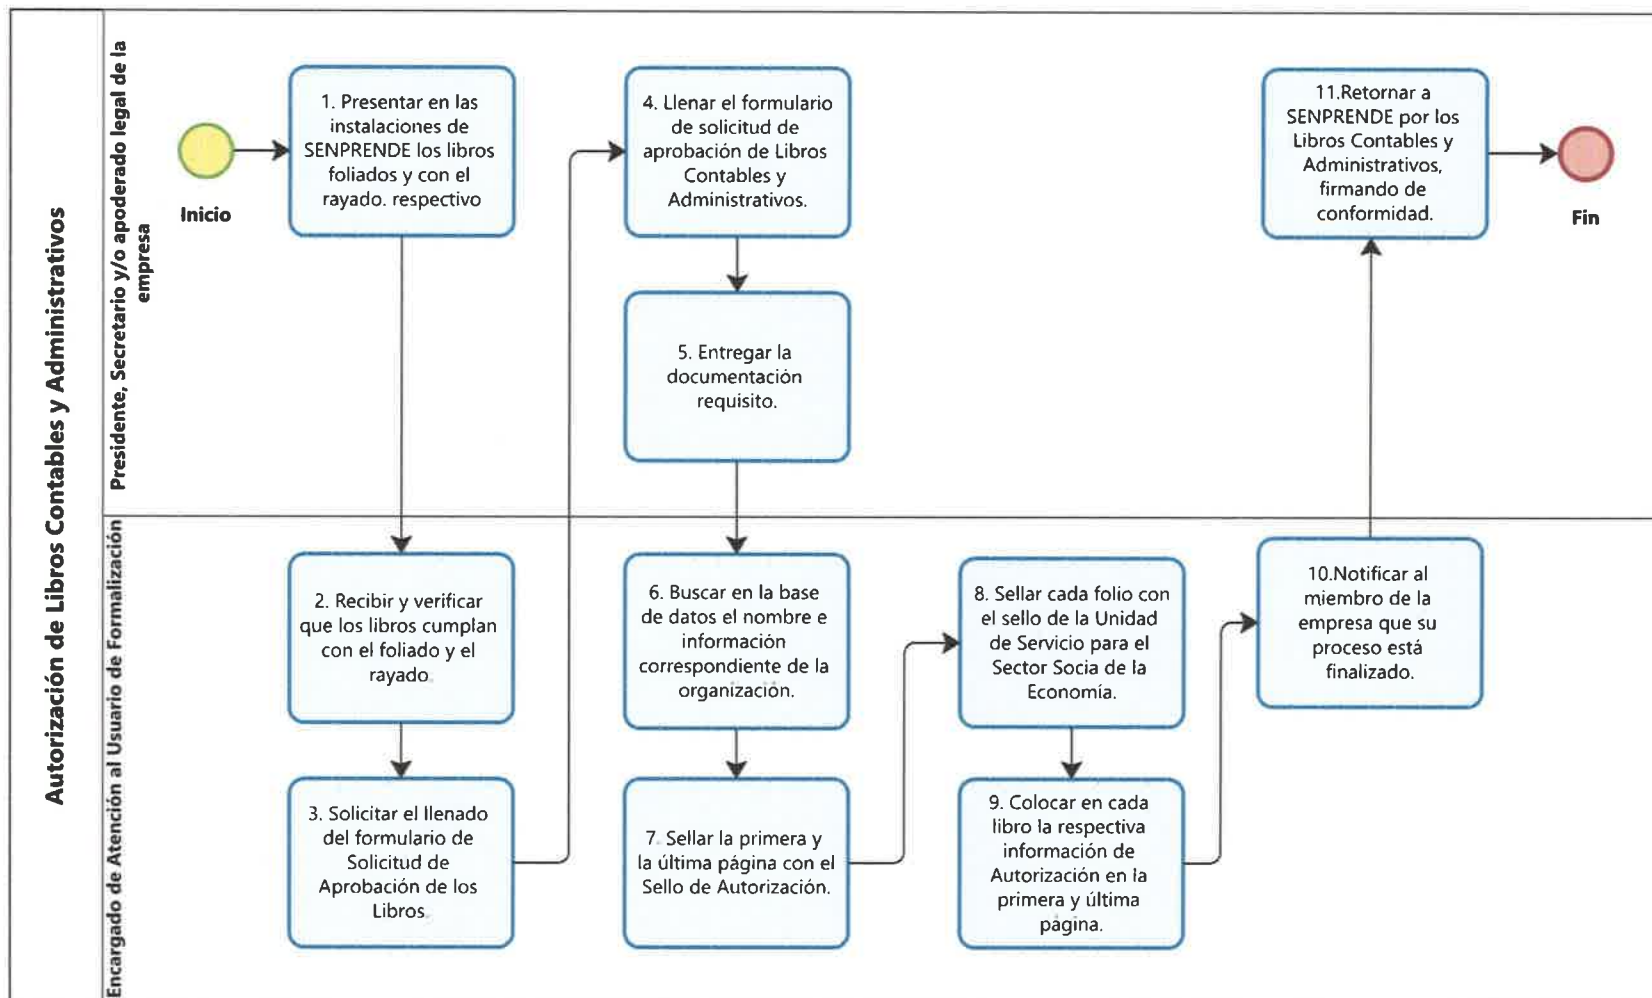 Autorización de Libros Contables y Administrativos
Presidente, Secretario y/o apoderado legal de la
empresa
Inicio
1. Presentar en las
instalaciones de
SENPRENDE los libros
foliados y con el
rayado. respectivo
4. Llenar el formulario
de solicitud de
aprobación de Libros
Contables y
Administrativos.
5. Entregar la
documentación
requisito.
11.Retornar a
SENPRENDE por los
Libros Contables y
Administrativos,
firmando de
conformidad.
Fin
Encargado de Atención al Usuario de Formalización
2. Recibir y verificar
que los libros cumplan
con el foliado y el
rayado.
3. Solicitar el llenado
del formulario de
Solicitud de
Aprobación de los
Libros.
6. Buscar en la base
de datos el nombre e
información
correspondiente de la
organización.
7. Sellar la primera y
la última página con el
Sello de Autorización.
8. Sellar cada folio con
el sello de la Unidad
de Servicio para el
Sector Socia de la
Economía.
9. Colocar en cada
libro la respectiva
información de
Autorización en la
primera y última
página.
10.Notificar al
miembro de la
empresa que su
proceso está
finalizado.